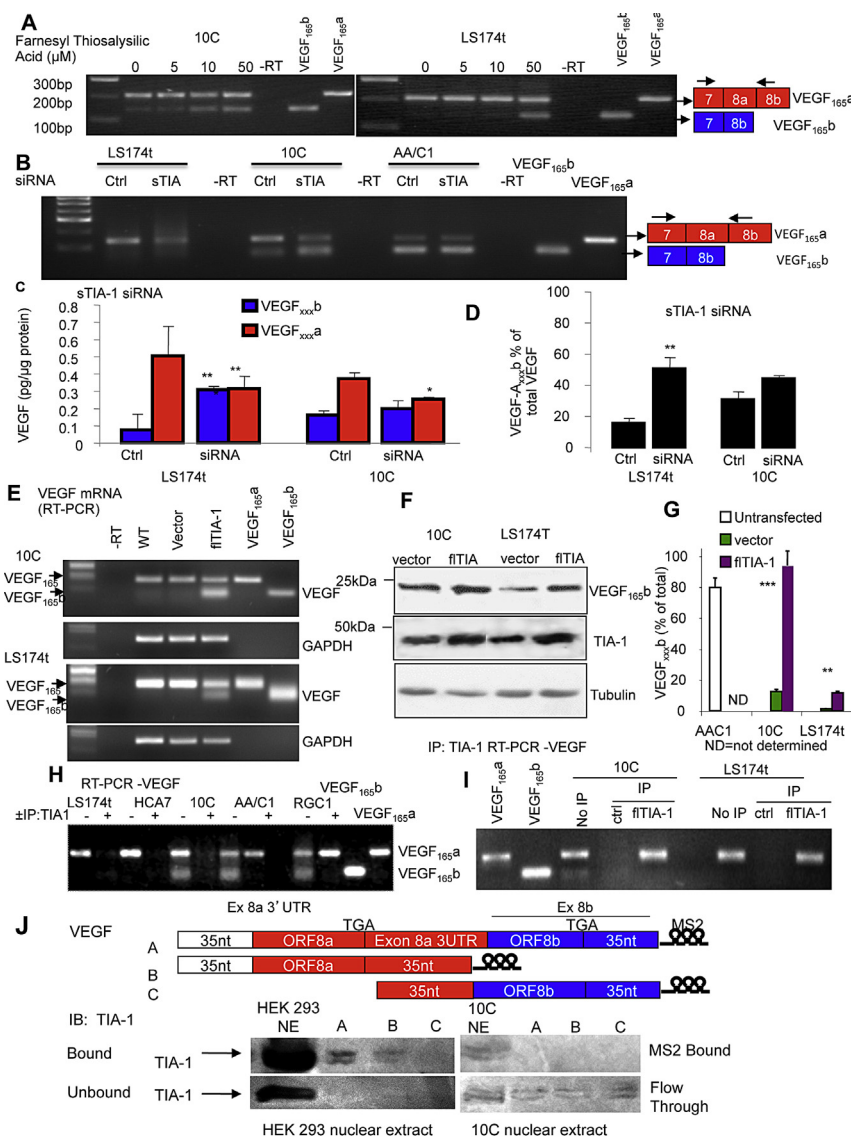 A
Farnesyl Thiosalysilic
Acid (µM)
10C
0 5 10 50 -RT VEGF165b VEGF165a
LS174t
0 5 10 50 -RT VEGF165b VEGF165a
300bp
200bp
100bp
7 8a 8b VEGF165a
7 8b VEGF165b
B
LS174t 10C AA/C1 VEGF165b
siRNA Ctrl sTIA -RT Ctrl sTIA -RT Ctrl sTIA -RT VEGF165a
7 8a 8b VEGF165a
7 8b VEGF165b
C
sTIA-1 siRNA
VEGFxxxb
VEGFxxxa
VEGF (pg/µg protein)
0.8
0.7
0.6
0.5
0.4
0.3
0.2
0.1
0
** ** *
Ctrl siRNA Ctrl siRNA
LS174t 10C
D
sTIA-1 siRNA
VEGF-Axxxb % of
total VEGF
100
80
60
40
20
0
**
Ctrl siRNA Ctrl siRNA
LS174t 10C
E
VEGF mRNA
(RT-PCR)
-RT WT Vector flTIA-1 VEGF165a VEGF165b
10C
VEGF165
VEGF165b
VEGF
GAPDH
LS174t
VEGF165
VEGF165b
VEGF
GAPDH
F
10C LS174T
vector flTIA vector flTIA
25kDa
VEGF165b
50kDa
TIA-1
Tubulin
G
Untransfected
vector
flTIA-1
VEGFxxxb (% of total)
100
80
60
40
20
0
ND *** **
AAC1 10C LS174t
ND=not determined
H
RT-PCR -VEGF
LS174t HCA7 10C AA/C1 RGC1 VEGF165b
±IP:TIA1 - + - + - + - + - + VEGF165a
VEGF165a
VEGF165b
IP: TIA-1 RT-PCR -VEGF
I
VEGF165a VEGF165b
10C LS174t
No IP IP ctrl flTIA-1 No IP IP ctrl flTIA-1
J
VEGF
Ex 8a 3' UTR Ex 8b
TGA TGA MS2
A 35nt ORF8a Exon 8a 3UTR ORF8b 35nt
B 35nt ORF8a 35nt
C 35nt ORF8b 35nt
IB: TIA-1
HEK 293 10C
NE A B C NE A B C
Bound TIA-1 MS2 Bound
Unbound TIA-1 Flow
Through
HEK 293 nuclear extract 10C nuclear extract